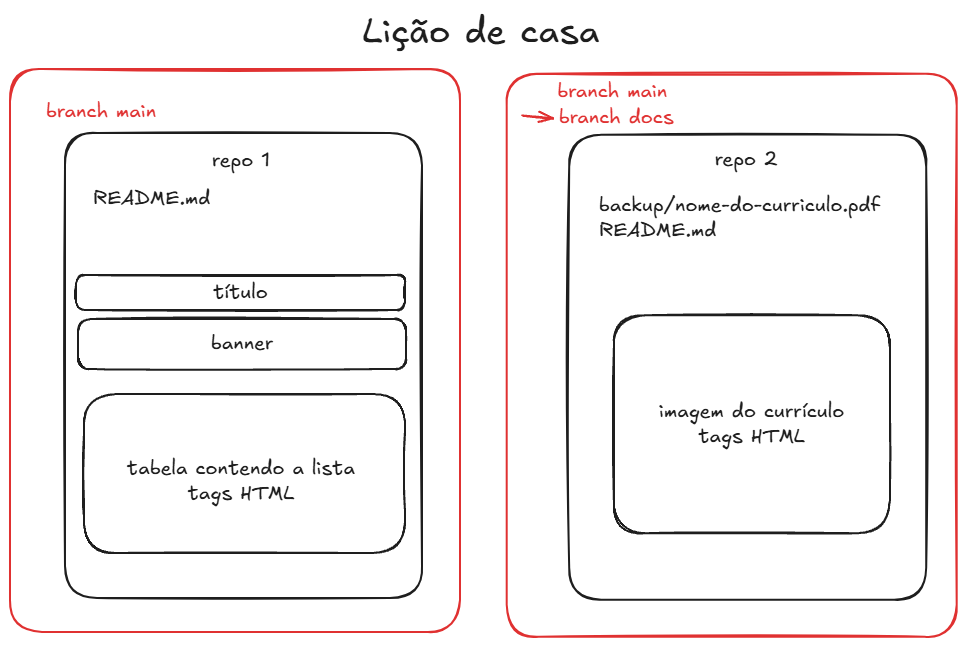 Lição de casa
branch main
repo 1
README.md
título
banner
tabela contendo a lista
tags HTML
branch main
branch docs
repo 2
backup/nome-do-curriculo.pdf
README.md
imagem do currículo
tags HTML